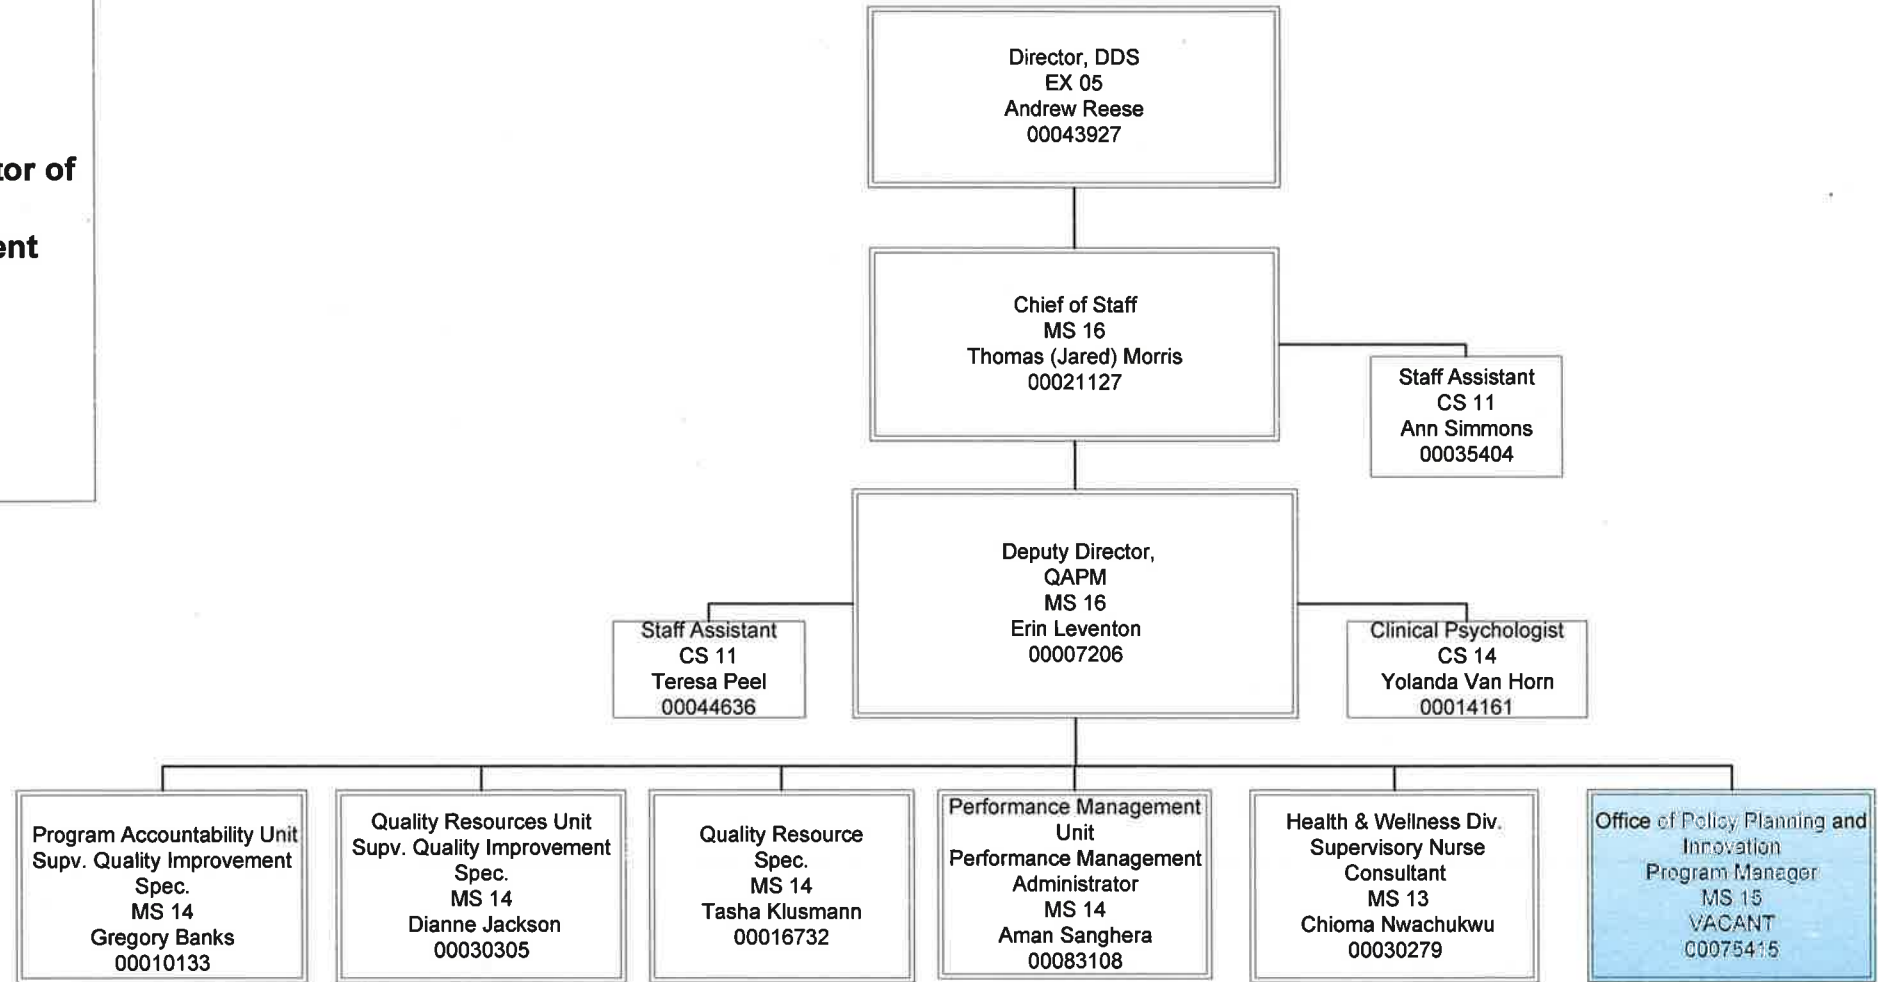 tor of
ent
Director, DDS
EX 05
Andrew Reese
00043927
Chief of Staff
MS 16
Thomas (Jared) Morris
00021127
Staff Assistant
CS 11
Ann Simmons
00035404
Deputy Director,
QAPM
MS 16
Erin Leventon
00007206
Staff Assistant
CS 11
Teresa Peel
00044636
Clinical Psychologist
CS 14
Yolanda Van Horn
00014161
Program Accountability Unit
Supv. Quality Improvement
Spec.
MS 14
Gregory Banks
00010133
Quality Resources Unit
Supv. Quality Improvement
Spec.
MS 14
Dianne Jackson
00030305
Quality Resource
Spec.
MS 14
Tasha Klusmann
00016732
Performance Management
Unit
Performance Management
Administrator
MS 14
Aman Sanghera
00083108
Health & Wellness Div.
Supervisory Nurse
Consultant
MS 13
Chioma Nwachukwu
00030279
Office of Policy Planning and
Innovation
Program Manager
MS 15
VACANT
00075415